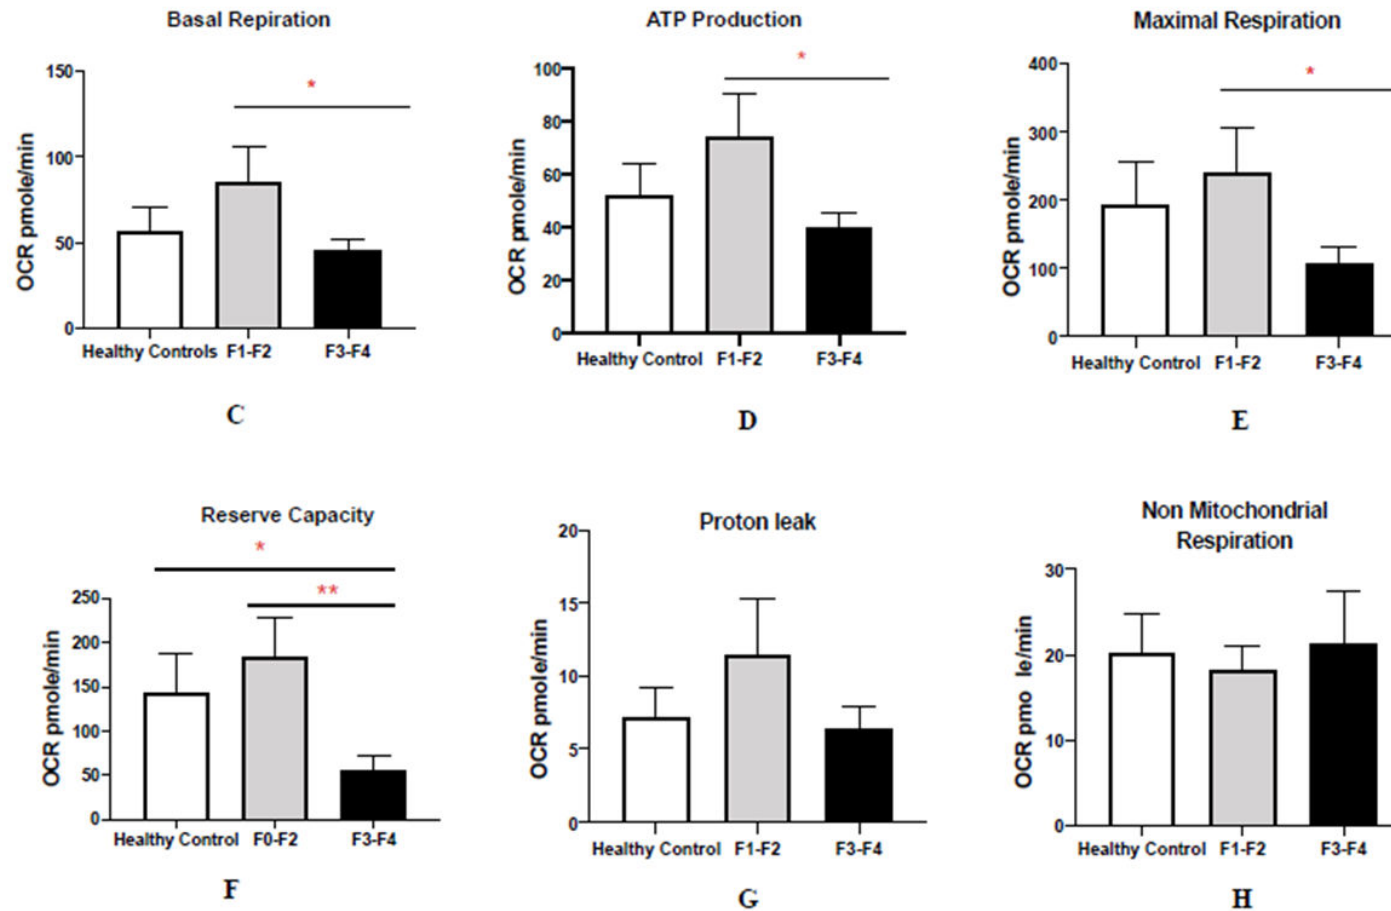 Basal Repiration
*
150
100
50
0
OCR pmole/min
Healthy Controls F1-F2 F3-F4
C
ATP Production
*
100
80
60
40
20
0
OCR pmole/min
Healthy Control F1-F2 F3-F4
D
Maximal Respiration
*
400
300
200
100
0
OCR pmole/min
Healthy Control F1-F2 F3-F4
E
Reserve Capacity
*
**
250
200
150
100
50
0
OCR pmole/min
Healthy Control F0-F2 F3-F4
F
Proton leak
20
15
10
5
0
OCR pmole/min
Healthy Control F1-F2 F3-F4
G
Non Mitochondrial
Respiration
30
20
10
0
OCR pmo le/min
Healthy Control F1-F2 F3-F4
H